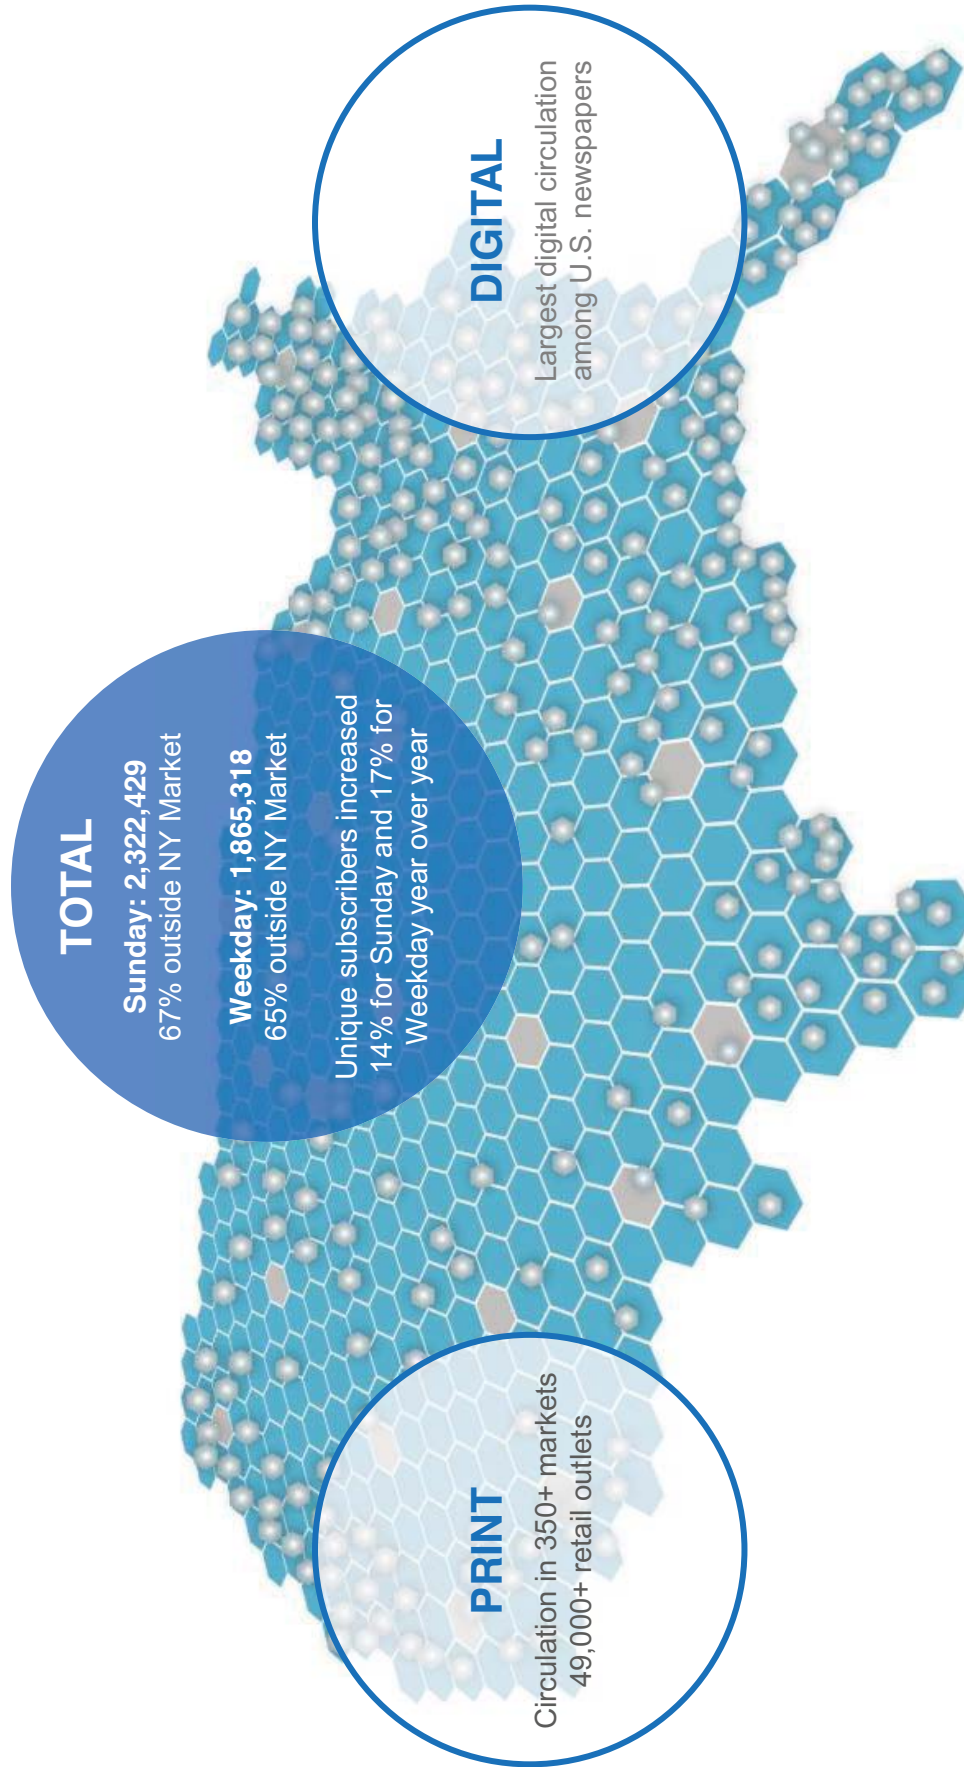 TOTAL
Sunday: 2,322,429
67% outside NY Market
Weekday: 1,865,318
65% outside NY Market
Unique subscribers increased
14% for Sunday and 17% for
Weekday year over year
PRINT
Circulation in 350+ markets
49,000+ retail outlets
DIGITAL
Largest digital circulation
among U.S. newspapers